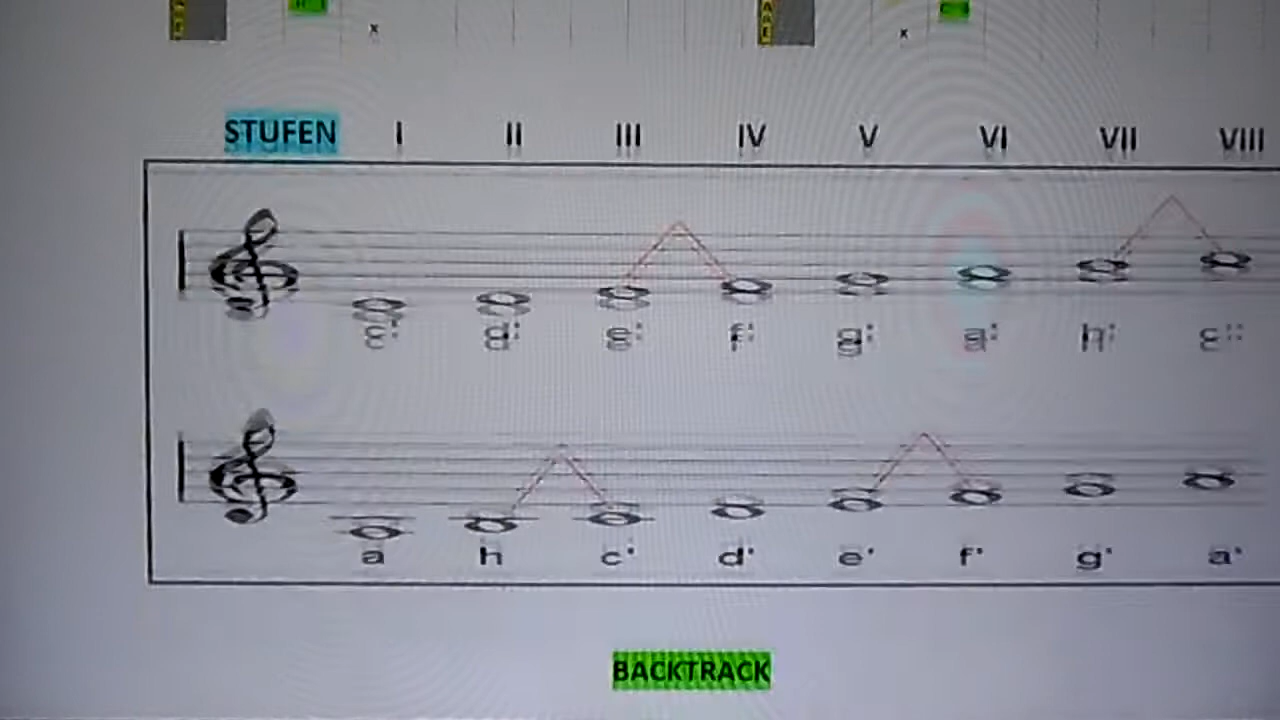 x x
STUFEN I II III IV V VI VII VIII
c' d' e' f' g' a' h' c''
a h c' d' e' f' g' a'
BACKTRACK